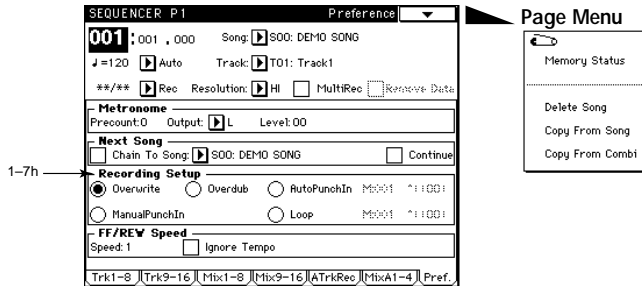 SEQUENCER P1 Preference
Page Menu
001:001.000 Song: S00: DEMO SONG
♩=120 Auto Track: T01: Track1
**/** Rec Resolution: HI MultiRec Remove Data
Metronome
Precount:0 Output: L Level:00
Next Song
Chain To Song: S00: DEMO SONG Continue
1–7h
Recording Setup
Overwrite Overdub AutoPunchIn
ManualPunchIn Loop
FF/REW Speed
Speed: 1 Ignore Tempo
Trk1-8 Trk9-16 Mix1-8 Mix9-16 ATrkRec MixA1-4 Pref.
Memory Status
Delete Song
Copy From Song
Copy From Combi